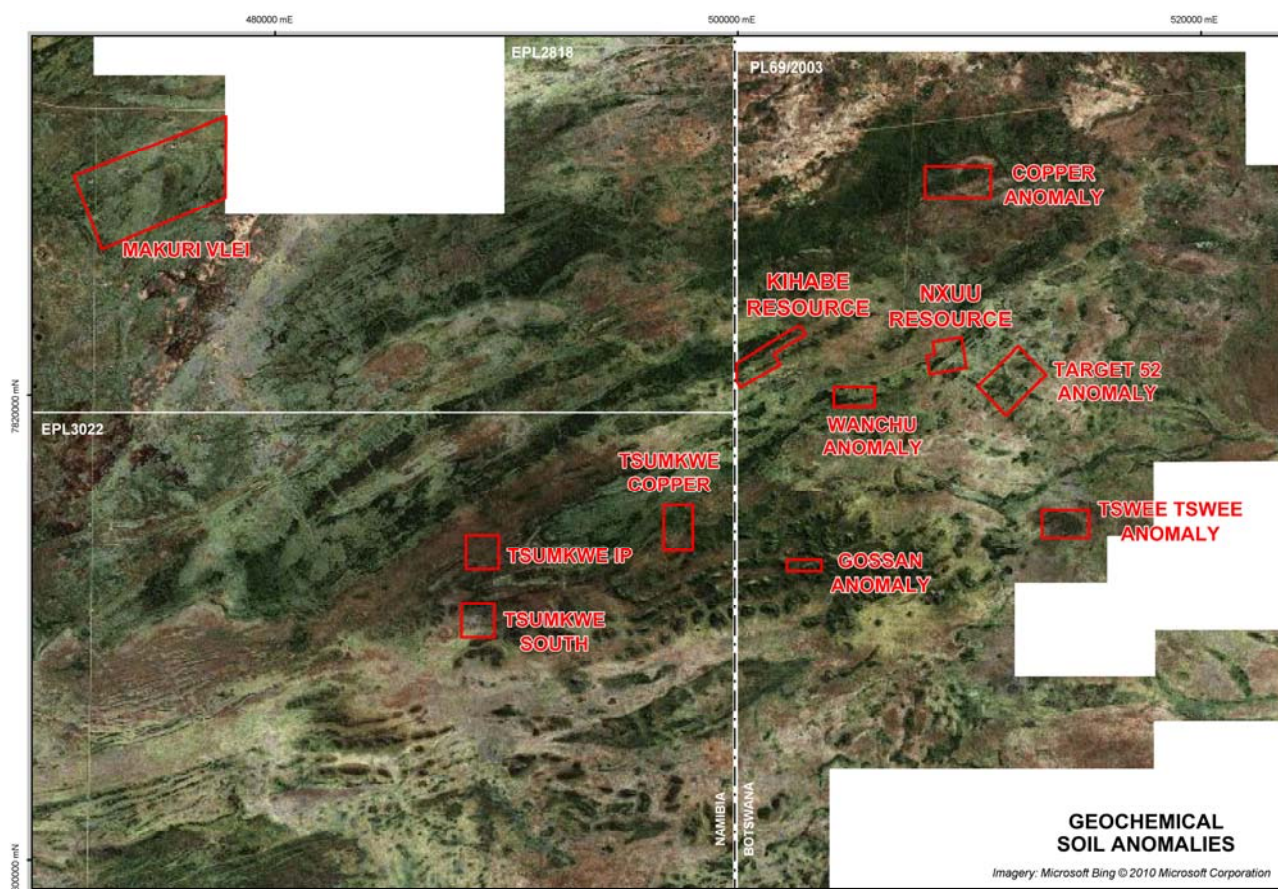 480000 mE
500000 mE
520000 mE
EPL2818
PL69/2003
COPPER
ANOMALY
MAKURI VLEI
KIHABE
RESOURCE
NXUU
RESOURCE
TARGET 52
ANOMALY
7820000 mN
EPL3022
WANCHU
ANOMALY
TSUMKWE
COPPER
TSWEE TSWEE
ANOMALY
TSUMKWE IP
GOSSAN
ANOMALY
TSUMKWE
SOUTH
NAMIBIA
BOTSWANA
GEOCHEMICAL
SOIL ANOMALIES
Imagery: Microsoft Bing © 2010 Microsoft Corporation